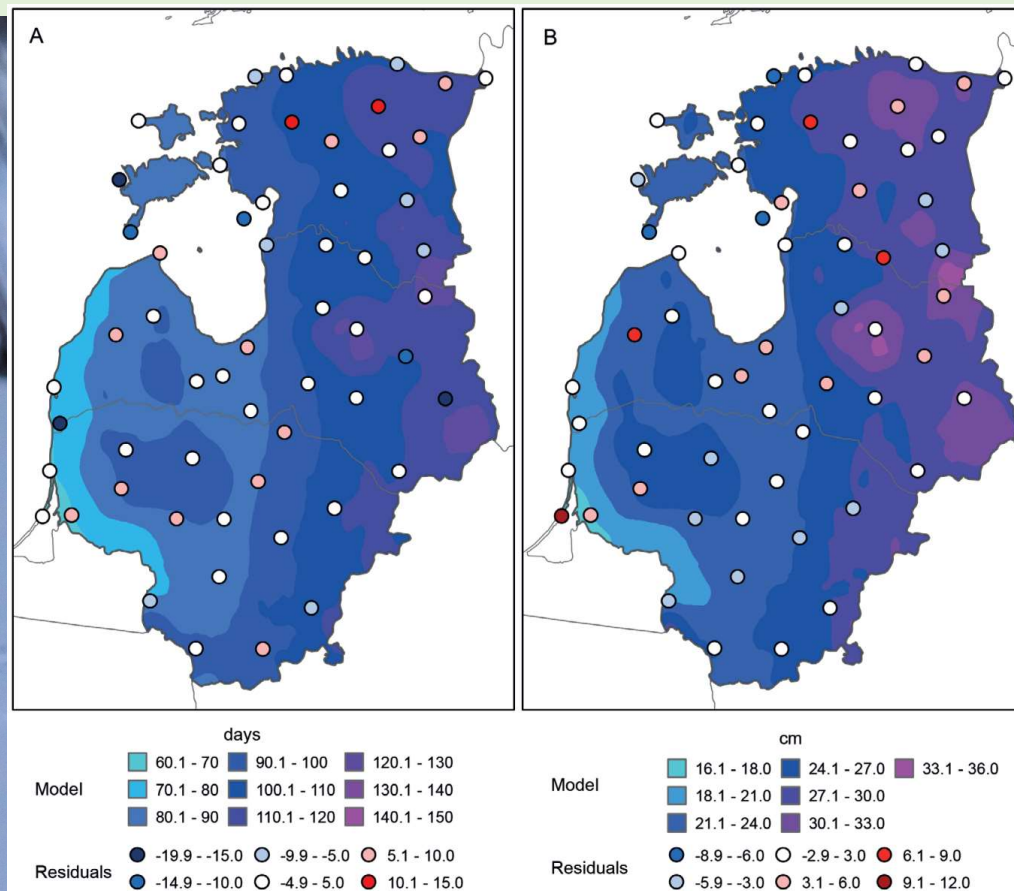 A
B
days
Model
60.1 - 70 90.1 - 100 120.1 - 130
70.1 - 80 100.1 - 110 130.1 - 140
80.1 - 90 110.1 - 120 140.1 - 150
Residuals
-19.9 - -15.0 -9.9 - -5.0 5.1 - 10.0
-14.9 - -10.0 -4.9 - 5.0 10.1 - 15.0
cm
Model
16.1 - 18.0 24.1 - 27.0 33.1 - 36.0
18.1 - 21.0 27.1 - 30.0
21.1 - 24.0 30.1 - 33.0
Residuals
-8.9 - -6.0 -2.9 - 3.0 6.1 - 9.0
-5.9 - -3.0 3.1 - 6.0 9.1 - 12.0